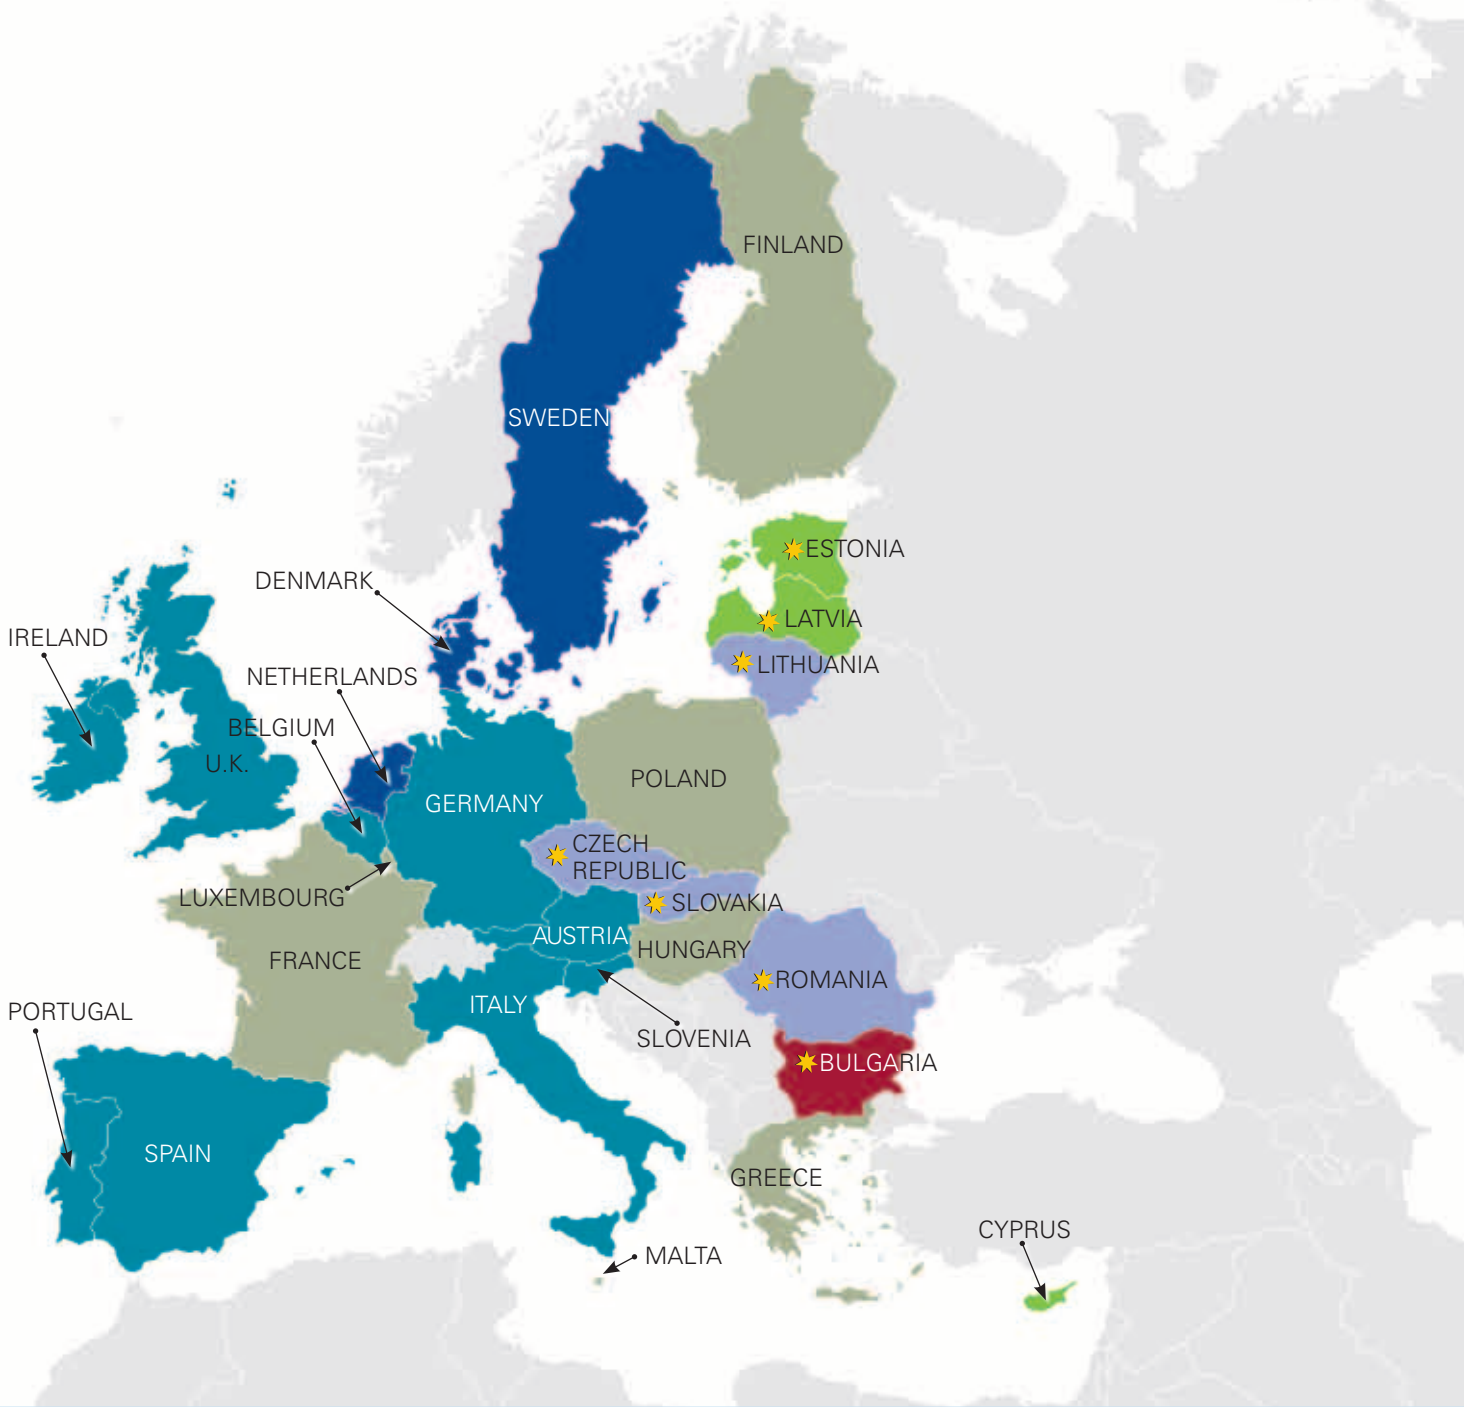 FINLAND
SWEDEN
ESTONIA
DENMARK
LATVIA
IRELAND
LITHUANIA
NETHERLANDS
BELGIUM
U.K.
POLAND
GERMANY
CZECH
REPUBLIC
LUXEMBOURG
SLOVAKIA
AUSTRIA
HUNGARY
FRANCE
ROMANIA
ITALY
PORTUGAL
SLOVENIA
BULGARIA
SPAIN
GREECE
CYPRUS
MALTA